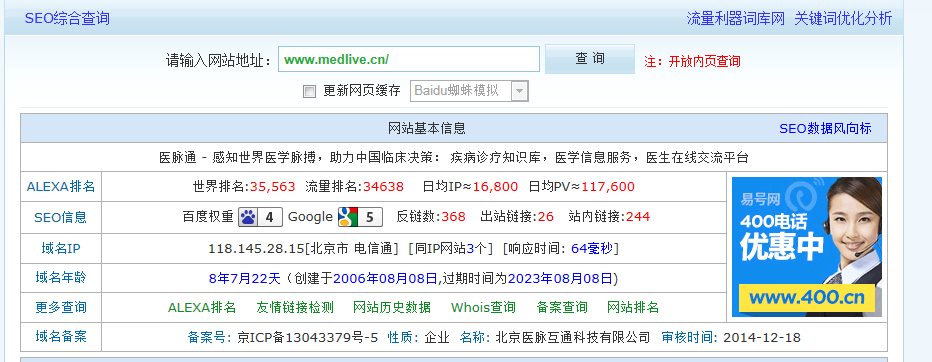 SEO综合查询 流量利器词库网 关键词优化分析
请输入网站地址： www.medlive.cn/ 查 询 注：开放内页查询
更新网页缓存 Baidu蜘蛛模拟
网站基本信息 SEO数据风向标
医脉通 - 感知世界医学脉搏，助力中国临床决策： 疾病诊疗知识库，医学信息服务，医生在线交流平台
ALEXA排名 世界排名:35,563 流量排名:34638 日均IP≈16,800 日均PV≈117,600
SEO信息 百度权重 4 Google 5 反链数:368 出站链接:26 站内链接:244
域名IP 118.145.28.15[北京市 电信通] [同IP网站3个] [响应时间: 64毫秒]
域名年龄 8年7月22天（创建于2006年08月08日,过期时间为2023年08月08日)
更多查询 ALEXA排名 友情链接检测 网站历史数据 Whois查询 备案查询 网站排名
域名备案 备案号: 京ICP备13043379号-5 性质: 企业 名称: 北京医脉互通科技有限公司 审核时间: 2014-12-18
易号网
400电话
优惠中
www.400.cn